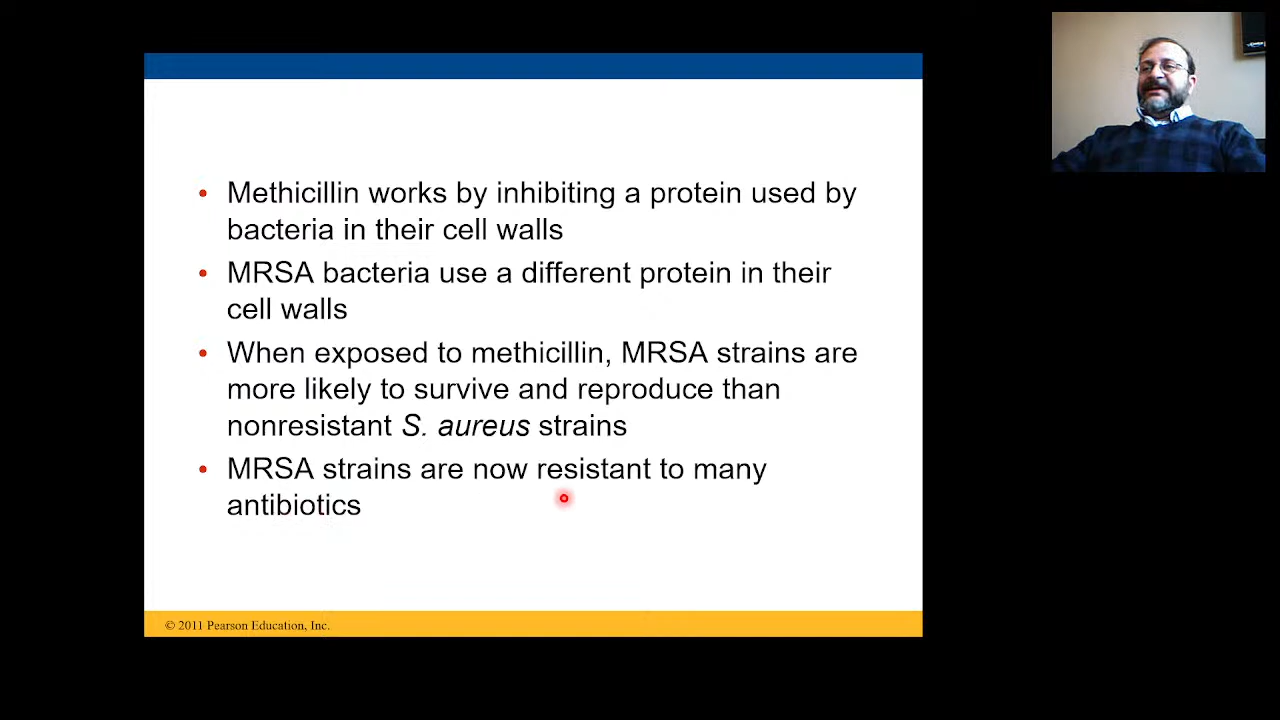 • Methicillin works by inhibiting a protein used by
bacteria in their cell walls
• MRSA bacteria use a different protein in their
cell walls
• When exposed to methicillin, MRSA strains are
more likely to survive and reproduce than
nonresistant S. aureus strains
• MRSA strains are now resistant to many
antibiotics
© 2011 Pearson Education, Inc.